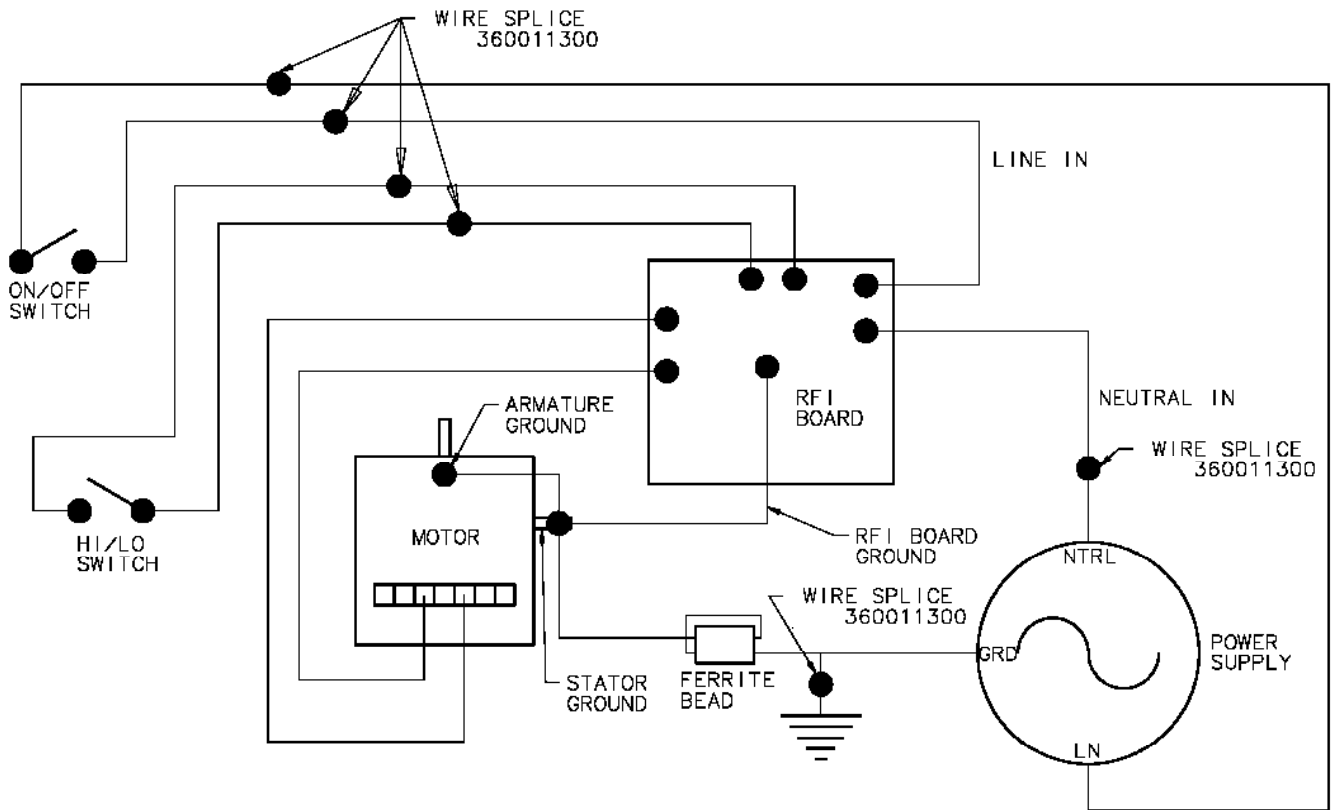 WIRE SPLICE
360011300
LINE IN
ON/OFF
SWITCH
RFI
BOARD
ARMATURE
GROUND
NEUTRAL IN
WIRE SPLICE
360011300
HI/LO
SWITCH
MOTOR
RFI BOARD
GROUND
NTRL
WIRE SPLICE
360011300
GRD
POWER
SUPPLY
STATOR
GROUND
FERRITE
BEAD
LN